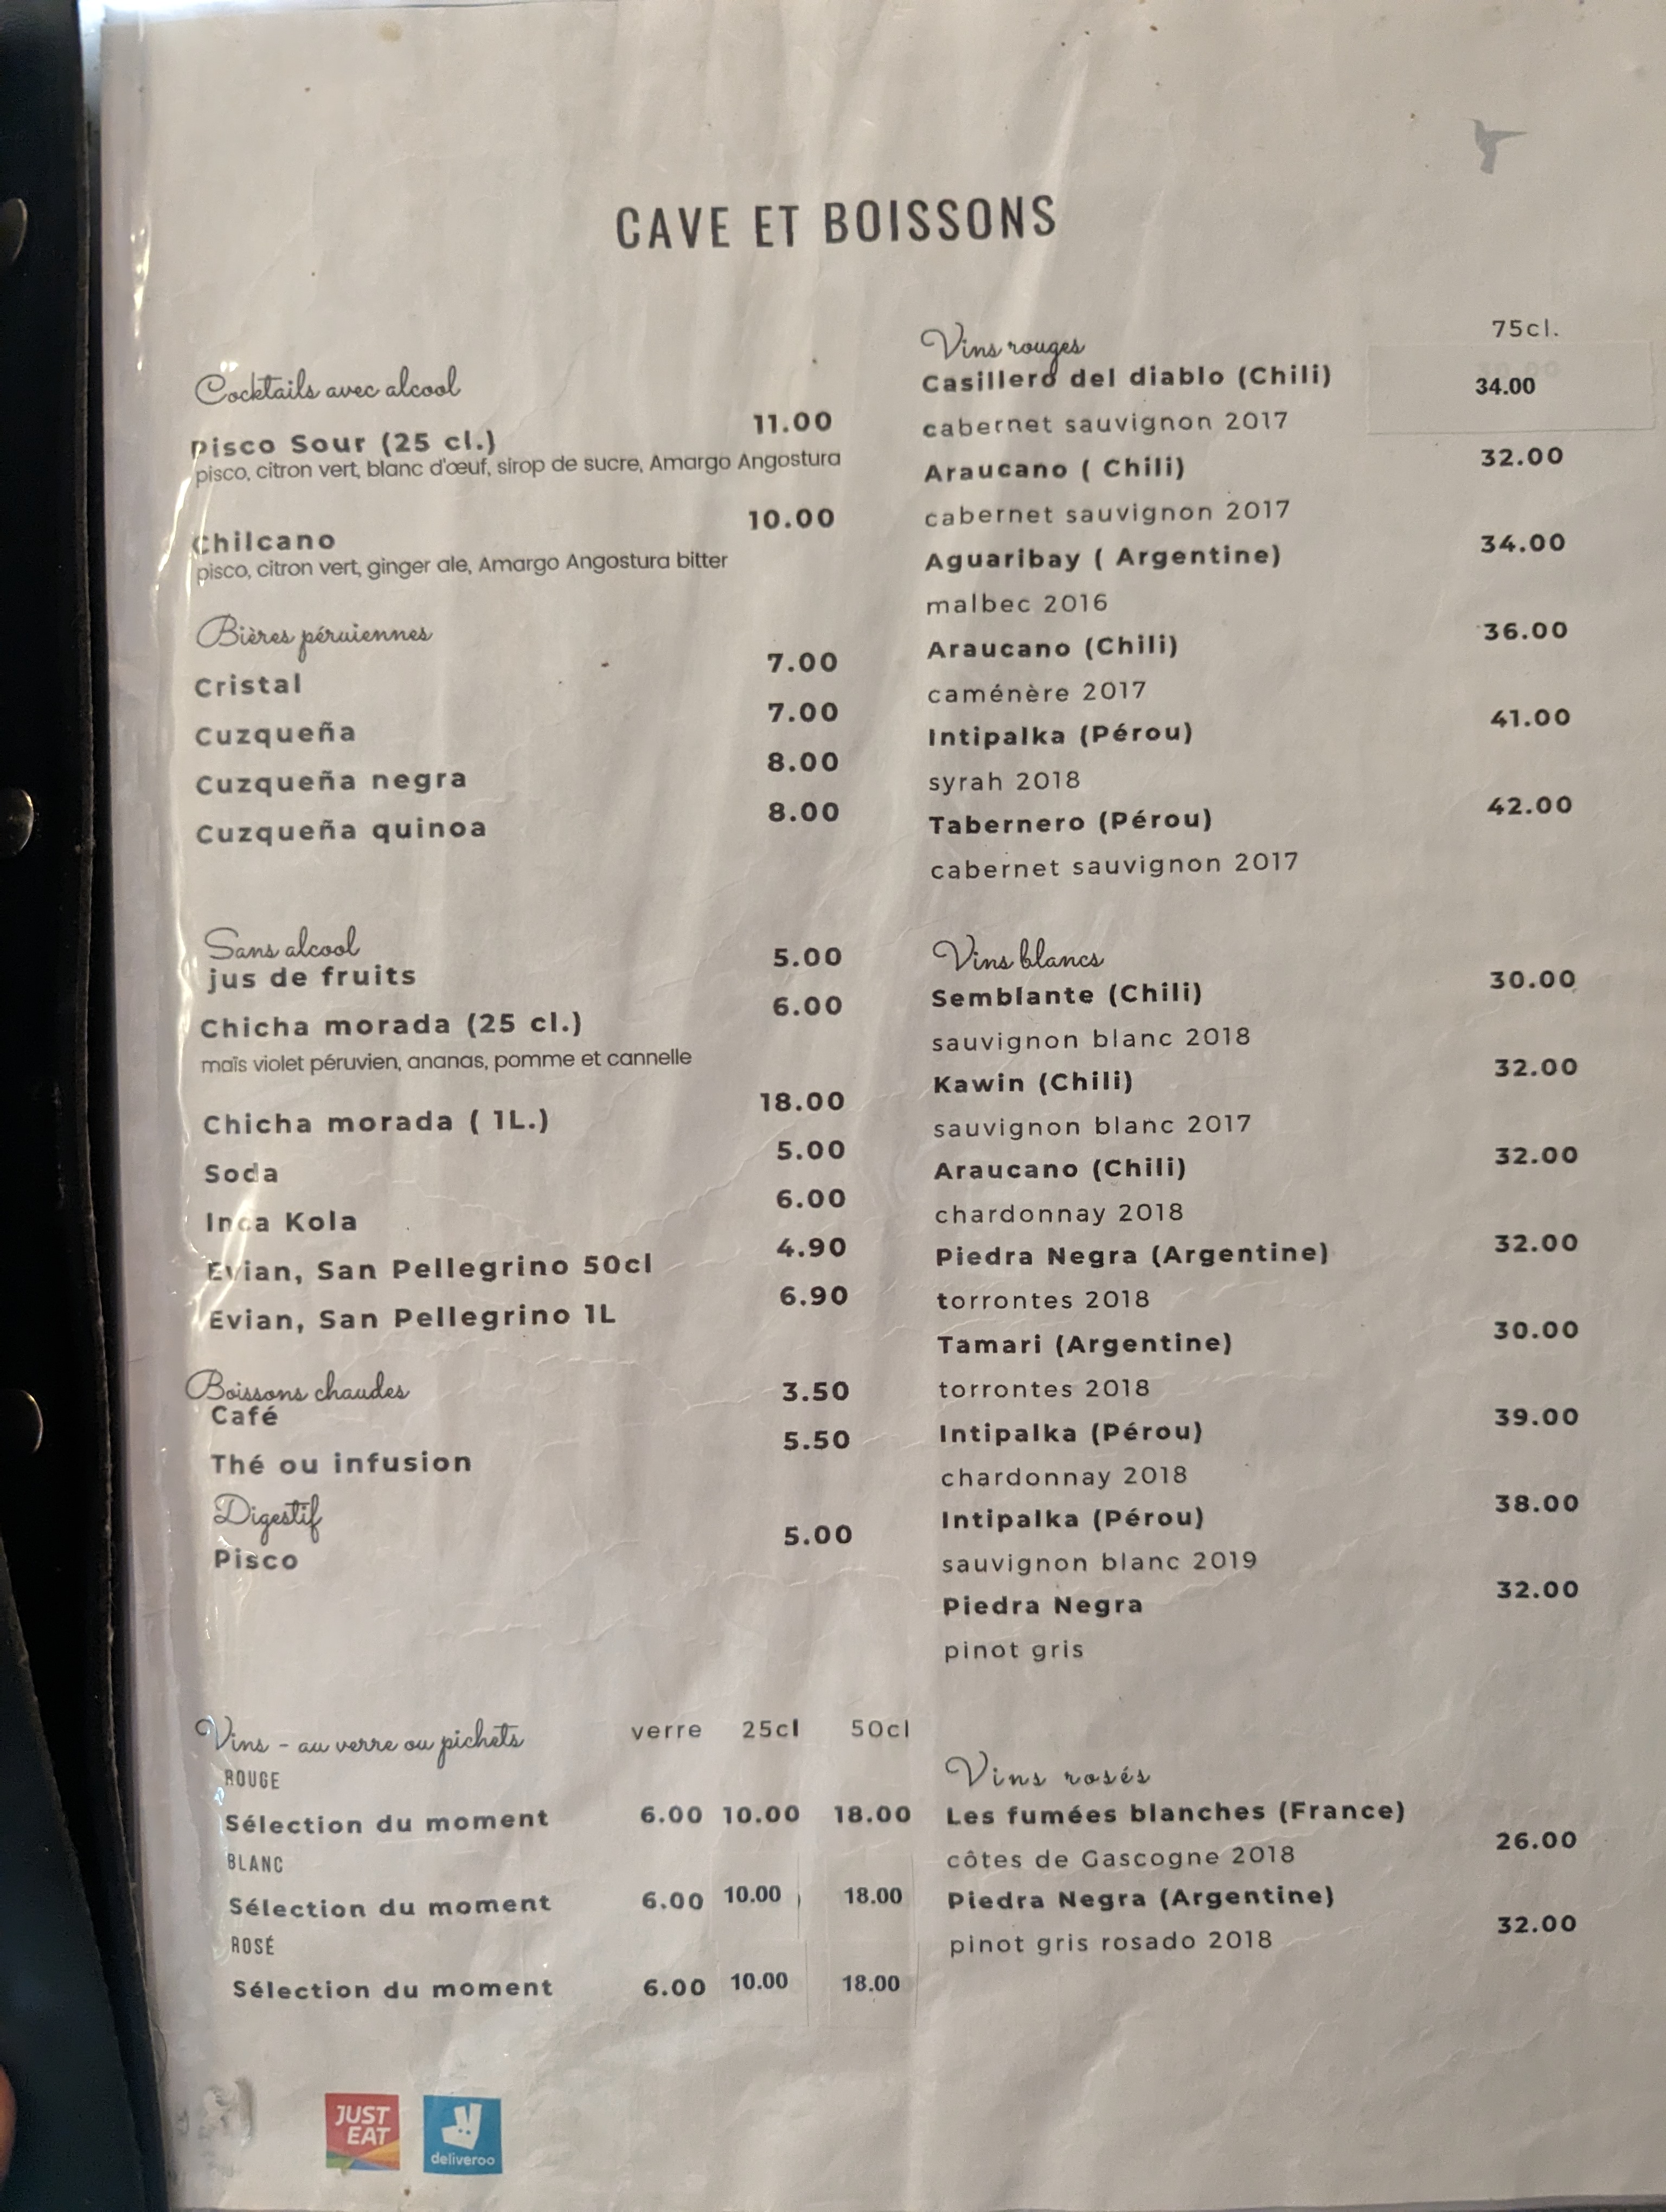 CAVE ET BOISSONS
Cocktails avec alcool
Pisco Sour (25 cl.) 11.00
pisco, citron vert, blanc d'œuf, sirop de sucre, Amargo Angostura
Chilcano 10.00
pisco, citron vert, ginger ale, Amargo Angostura bitter
Bières péruiennes
Cristal 7.00
Cuzqueña 7.00
Cuzqueña negra 8.00
Cuzqueña quinoa 8.00
Sans alcool
jus de fruits 5.00
Chicha morada (25 cl.) 6.00
maïs violet péruvien, ananas, pomme et cannelle
Chicha morada ( 1L.) 18.00
Soda 5.00
Inca Kola 6.00
Evian, San Pellegrino 50cl 4.90
Evian, San Pellegrino 1L 6.90
Boissons chaudes
Café 3.50
Thé ou infusion 5.50
Digestif
Pisco 5.00
Vins - au verre ou pichets verre 25cl 50cl
ROUGE
Sélection du moment 6.00 10.00 18.00
BLANC
Sélection du moment 6.00 10.00 18.00
ROSÉ
Sélection du moment 6.00 10.00 18.00
JUST
EAT
deliveroo
Vins rouges 75cl.
Casillero del diablo (Chili) 34.00
cabernet sauvignon 2017
Araucano ( Chili) 32.00
cabernet sauvignon 2017
Aguaribay ( Argentine) 34.00
malbec 2016
Araucano (Chili) 36.00
caménère 2017
Intipalka (Pérou) 41.00
syrah 2018
Tabernero (Pérou) 42.00
cabernet sauvignon 2017
Vins blancs
Semblante (Chili) 30.00
sauvignon blanc 2018
Kawin (Chili) 32.00
sauvignon blanc 2017
Araucano (Chili) 32.00
chardonnay 2018
Piedra Negra (Argentine) 32.00
torrontes 2018
Tamari (Argentine) 30.00
torrontes 2018
Intipalka (Pérou) 39.00
chardonnay 2018
Intipalka (Pérou) 38.00
sauvignon blanc 2019
Piedra Negra 32.00
pinot gris
Vins rosés
Les fumées blanches (France)
côtes de Gascogne 2018 26.00
Piedra Negra (Argentine)
pinot gris rosado 2018 32.00